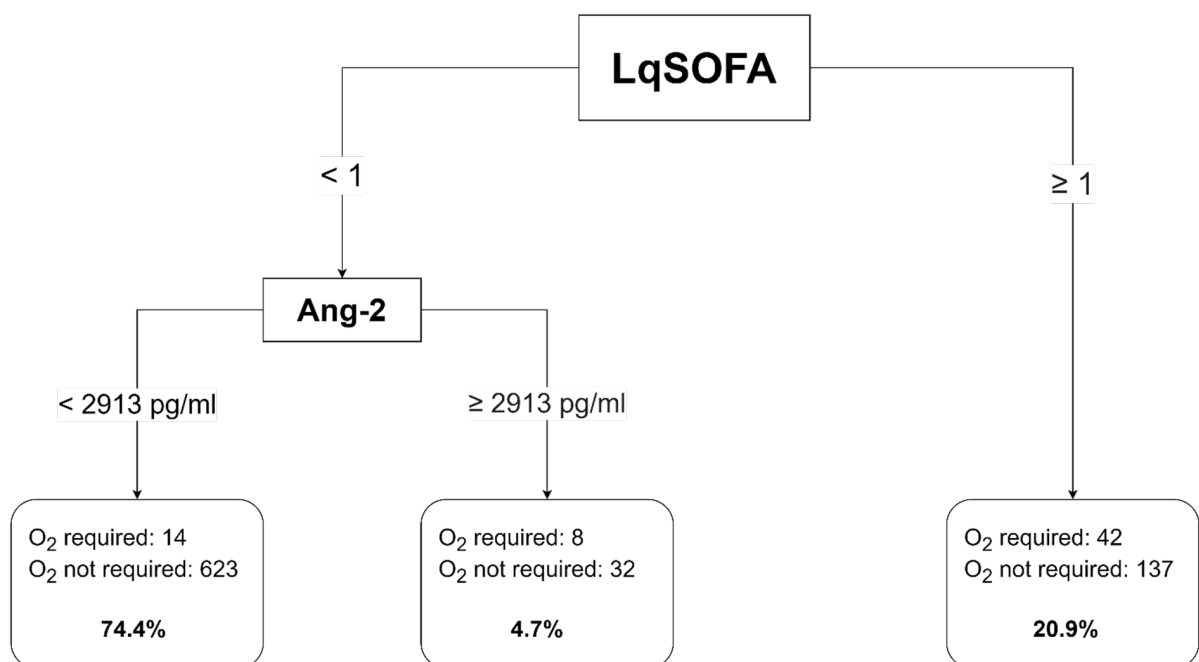 LqSOFA
< 1
≥ 1
Ang-2
< 2913 pg/ml
≥ 2913 pg/ml
O₂ required: 14
O₂ not required: 623
74.4%
O₂ required: 8
O₂ not required: 32
4.7%
O₂ required: 42
O₂ not required: 137
20.9%